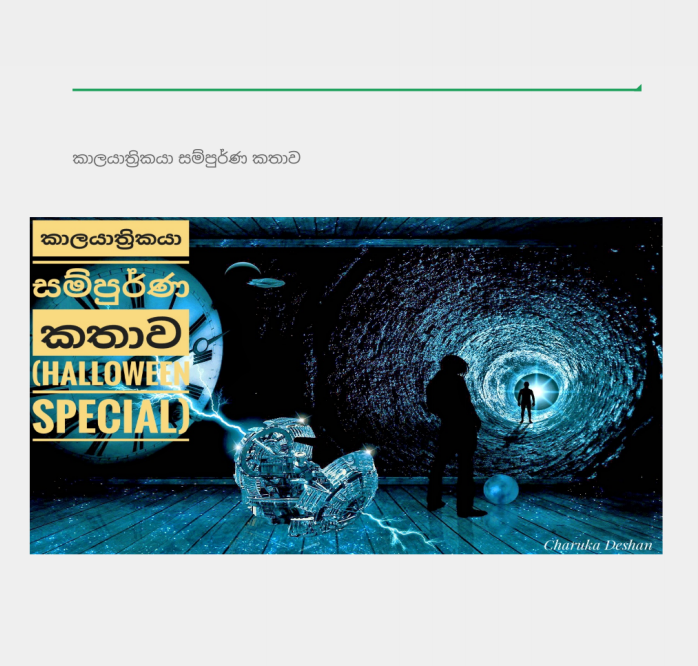 කාලයාත්‍රිකයා සම්පුර්ණ කතාව
කාලයාත්‍රිකයා
සම්පුර්ණ
කතාව
(HALLOWEEN
SPECIAL)
Charuka Deshan